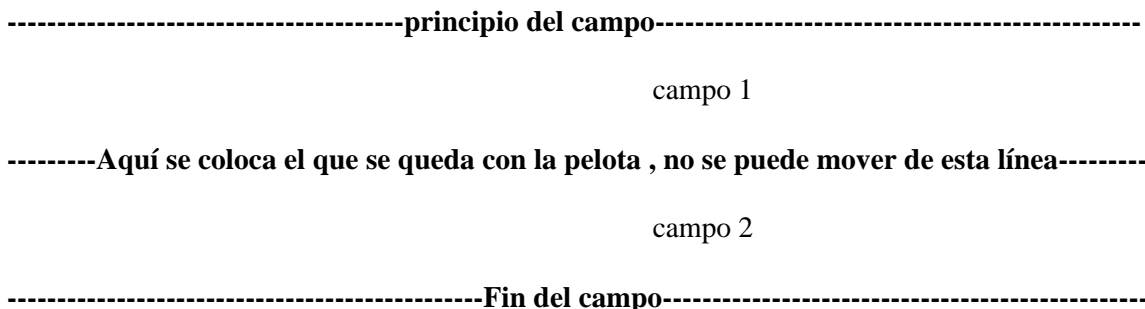 ----------------------------------------principio del campo-------------------------------------------------
campo 1
---------Aquí se coloca el que se queda con la pelota , no se puede mover de esta línea---------
campo 2
------------------------------------------------Fin del campo-------------------------------------------------